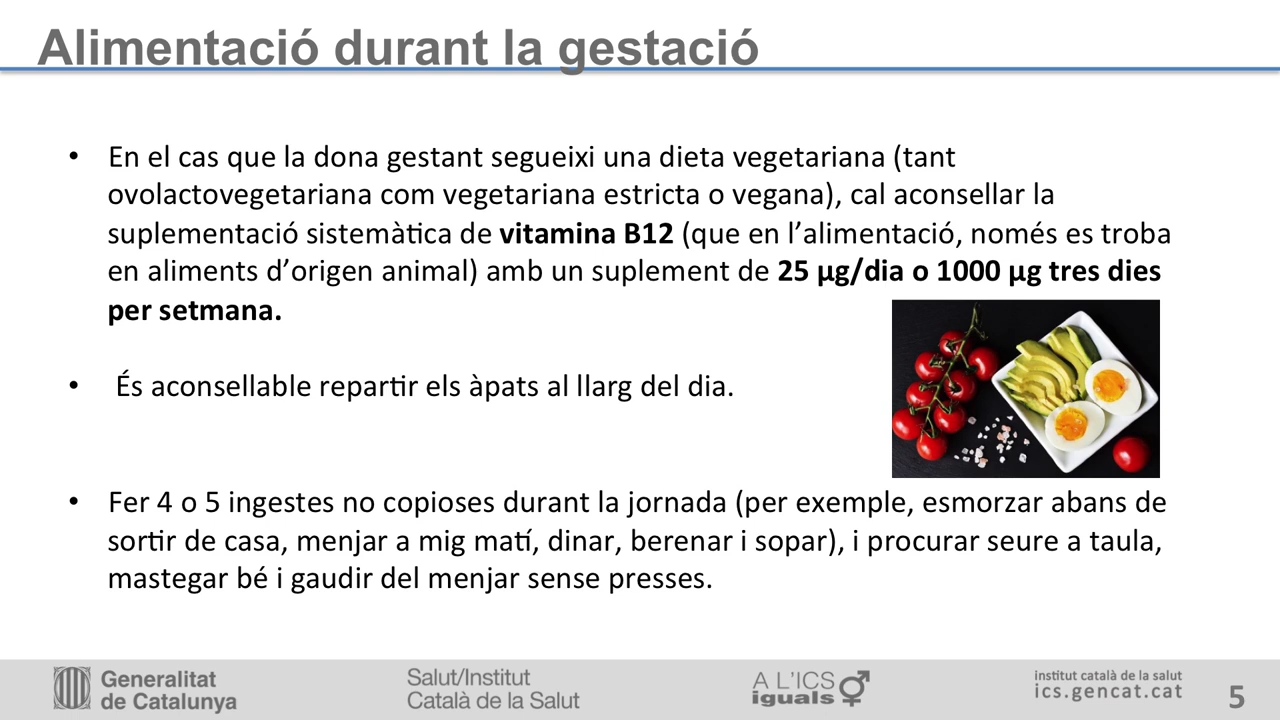 Alimentació durant la gestació
• En el cas que la dona gestant segueixi una dieta vegetariana (tant
ovolactovegetariana com vegetariana estricta o vegana), cal aconsellar la
suplementació sistemàtica de vitamina B12 (que en l’alimentació, només es troba
en aliments d’origen animal) amb un suplement de 25 µg/dia o 1000 µg tres dies
per setmana.
• És aconsellable repartir els àpats al llarg del dia.
• Fer 4 o 5 ingestes no copioses durant la jornada (per exemple, esmorzar abans de
sortir de casa, menjar a mig matí, dinar, berenar i sopar), i procurar seure a taula,
mastegar bé i gaudir del menjar sense presses.
Generalitat
de Catalunya
Salut/Institut
Català de la Salut
A L'ICS
iguals
institut català de la salut
ics.gencat.cat
5